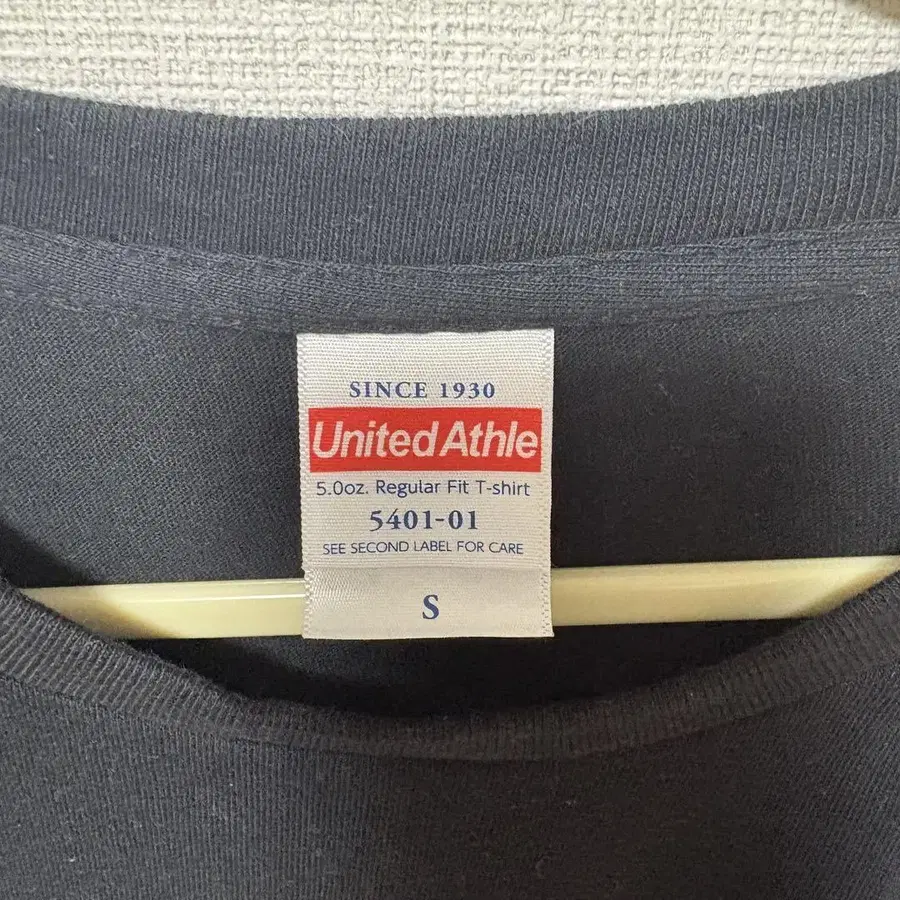 SINCE 1930
United Athle
5.0oz. Regular Fit T-shirt
5401-01
SEE SECOND LABEL FOR CARE
S